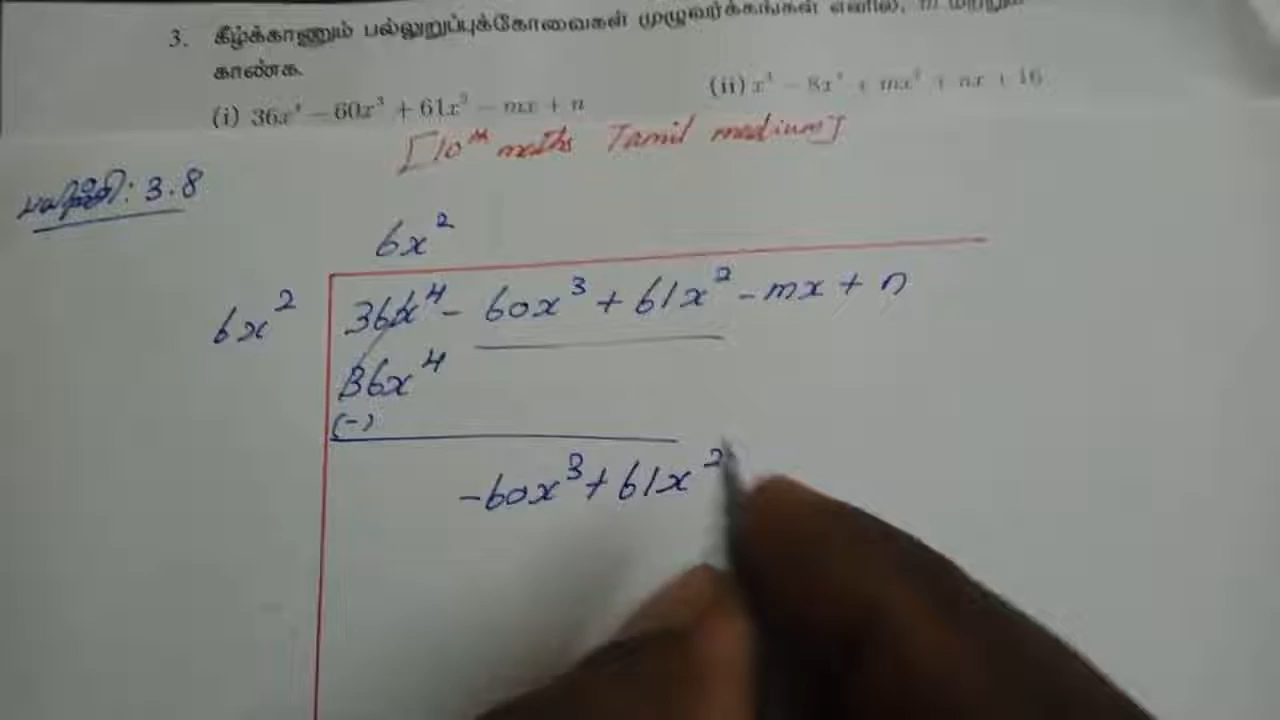 3. கீழ்க்காணும் பல்லுறுப்புக்கோவைகள் முழுவர்க்கங்கள் எனில், m மற்றும்
காண்க.
(i) 36x⁴ − 60x³ + 61x² − mx + n (ii) x⁴ − 8x³ + mx² + nx + 16
[10th maths Tamil medium]
பயிற்சி: 3.8
6x²
6x² 36x⁴ - 60x³ + 61x² - mx + n
36x⁴
(-)
-60x³ + 61x²